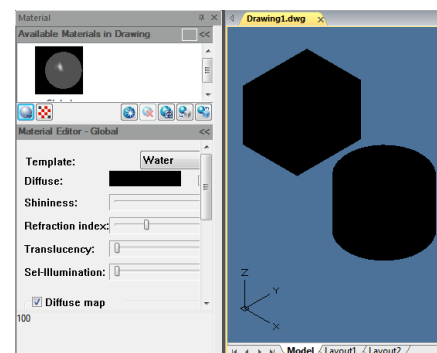 Material
Drawing1.dwg
Available Materials in Drawing
<<
Material Editor - Global
<<
Template:
Water
Diffuse:
Shininess:
Refraction index:
Translucency:
Sel-Illumination:
Diffuse map
100
Z
Y
X
Model
Layout1
Layout2